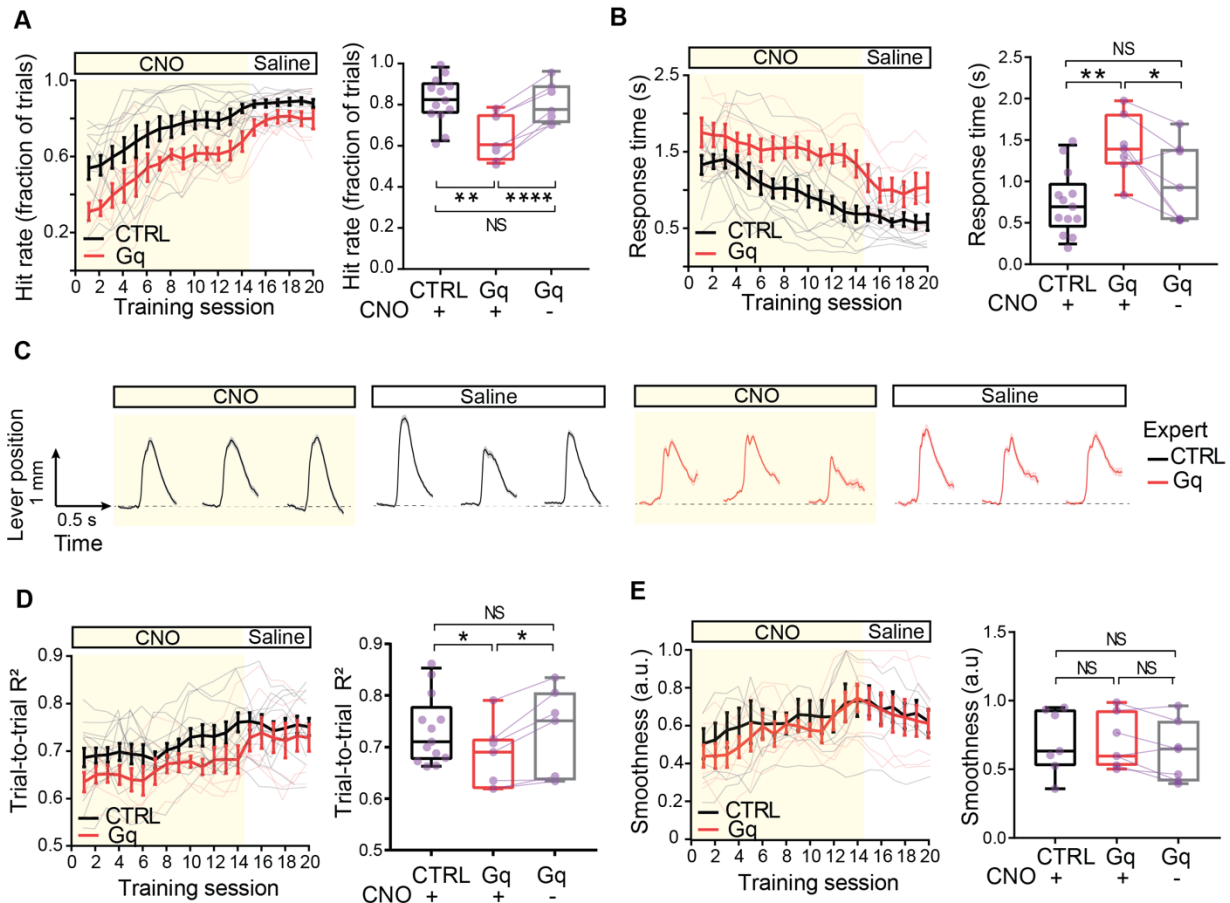 A
CNO Saline
Hit rate (fraction of trials)
1.0
0.6
0.2
CTRL
Gq
0 2 4 6 8 10 12 14 16 18 20
Training session
Hit rate (fraction of trials)
1.0
0.8
0.6
0.4
0.2
0.0
** ****
NS
CTRL Gq Gq
CNO + + -
B
CNO Saline
Response time (s)
2.5
1.5
0.5
CTRL
Gq
0 2 4 6 8 10 12 14 16 18 20
Training session
Response time (s)
2.5
2.0
1.5
1.0
0.5
0.0
NS
** *
CTRL Gq Gq
CNO + + -
C
CNO Saline CNO Saline
Lever position
1 mm
0.5 s
Time
Expert
CTRL
Gq
D
CNO Saline
Trial-to-trial R²
0.9
0.8
0.7
0.6
0.5
CTRL
Gq
0 2 4 6 8 10 12 14 16 18 20
Training session
Trial-to-trial R²
0.9
0.8
0.7
0.6
0.5
NS
* *
CTRL Gq Gq
CNO + + -
E
CNO Saline
Smoothness (a.u.)
1.0
0.8
0.6
0.4
0.2
0
CTRL
Gq
0 2 4 6 8 10 12 14 16 18 20
Training session
Smoothness (a.u)
1.5
1.0
0.5
0.0
NS
NS NS
CTRL Gq Gq
CNO + + -